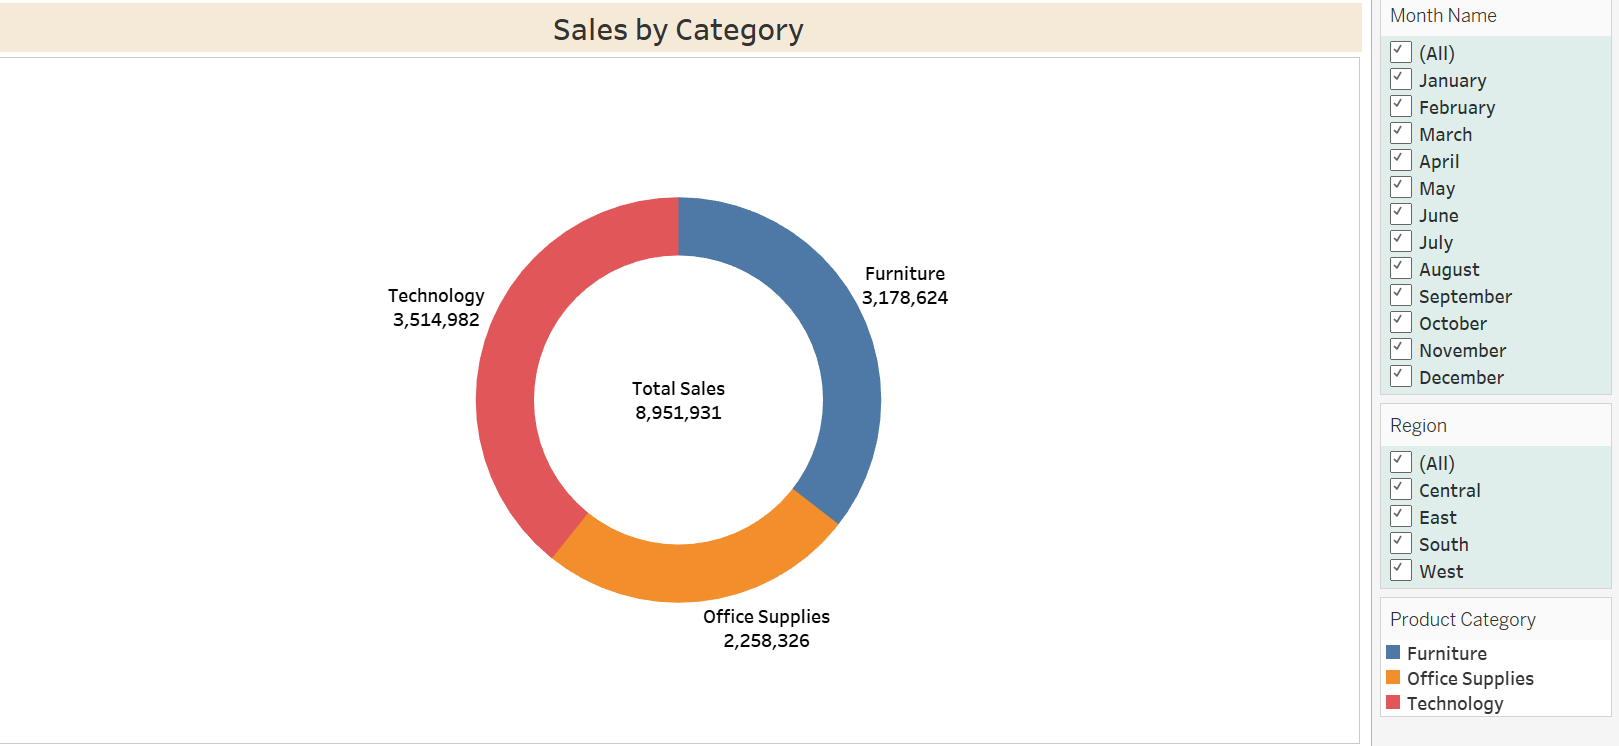 Sales by Category
Technology
3,514,982
Furniture
3,178,624
Total Sales
8,951,931
Office Supplies
2,258,326
Month Name
(All)
January
February
March
April
May
June
July
August
September
October
November
December
Region
(All)
Central
East
South
West
Product Category
Furniture
Office Supplies
Technology